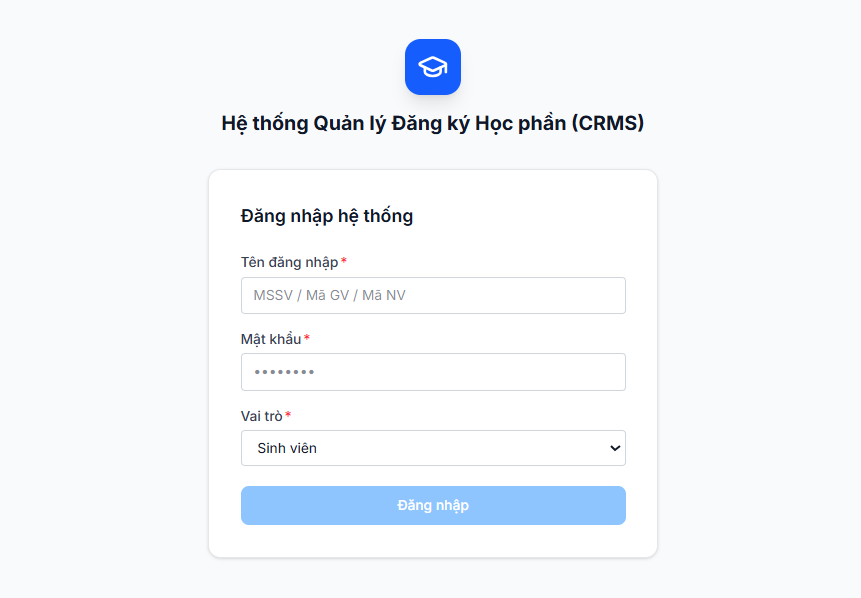 Hệ thống Quản lý Đăng ký Học phần (CRMS)
Đăng nhập hệ thống
Tên đăng nhập *
MSSV / Mã GV / Mã NV
Mật khẩu *
••••••••
Vai trò *
Sinh viên
Đăng nhập